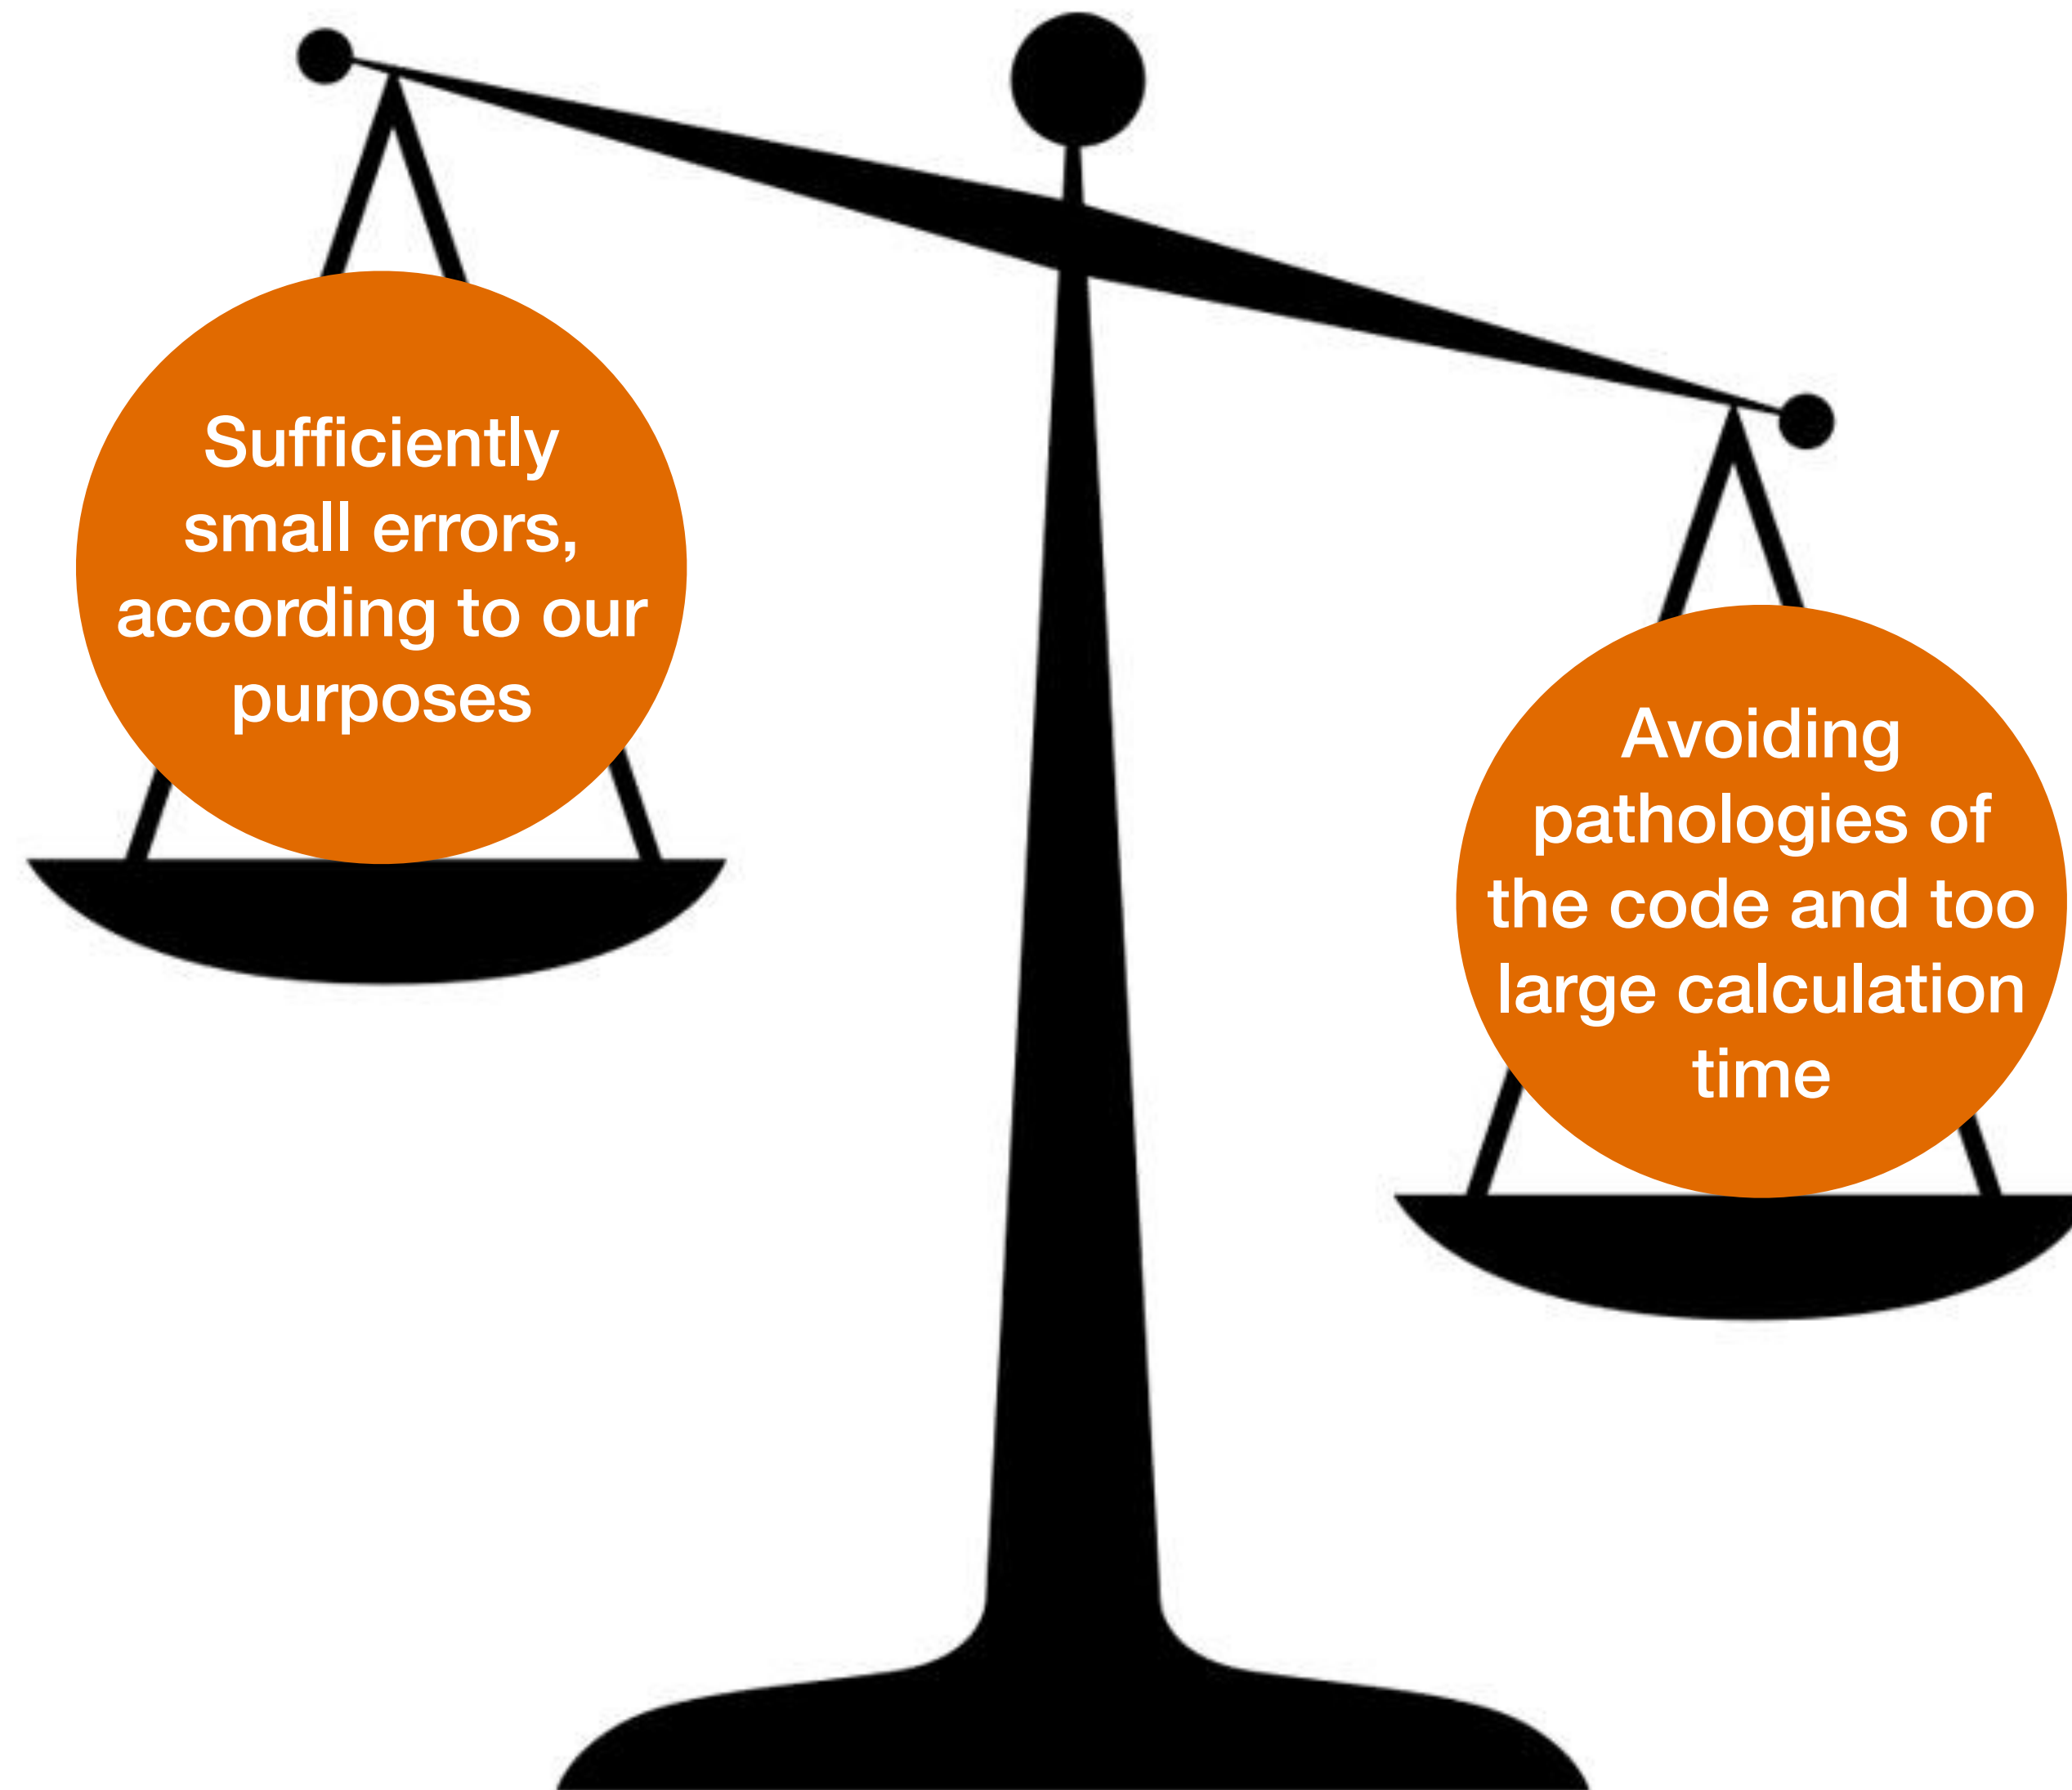 Sufficiently
small errors,
according to our
purposes
Avoiding
pathologies of
the code and too
large calculation
time